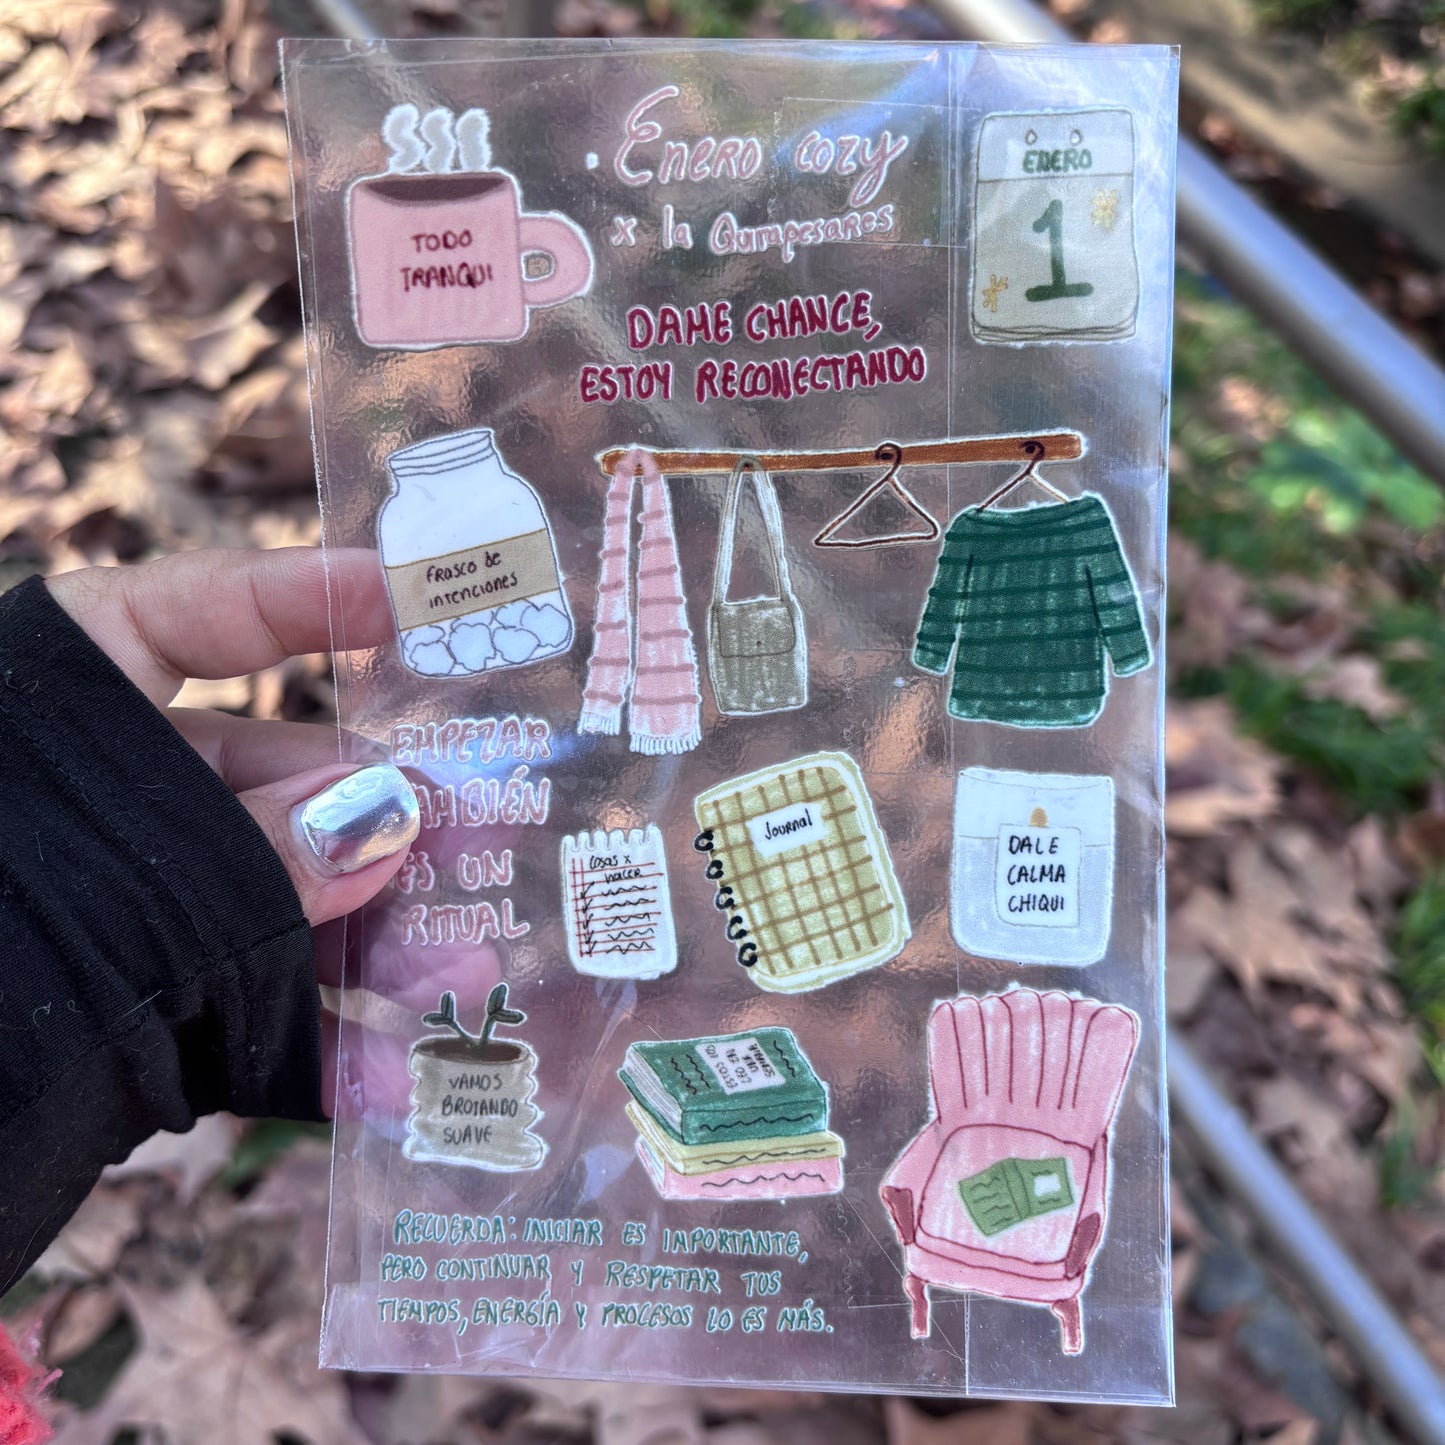 Enero cozy
x la Quimpesares
TODO
TRANQUI
ENERO
1
DAME CHANCE,
ESTOY RECONECTANDO
frasco de
intenciones
EMPEZAR
TAMBIÉN
ES UN
RITUAL
cosas x
hacer
Journal
DALE
CALMA
CHIQUI
VAMOS
BROTANDO
SUAVE
RECUERDA: INICIAR ES IMPORTANTE,
PERO CONTINUAR Y RESPETAR TUS
TIEMPOS, ENERGÍA Y PROCESOS LO ES MÁS.